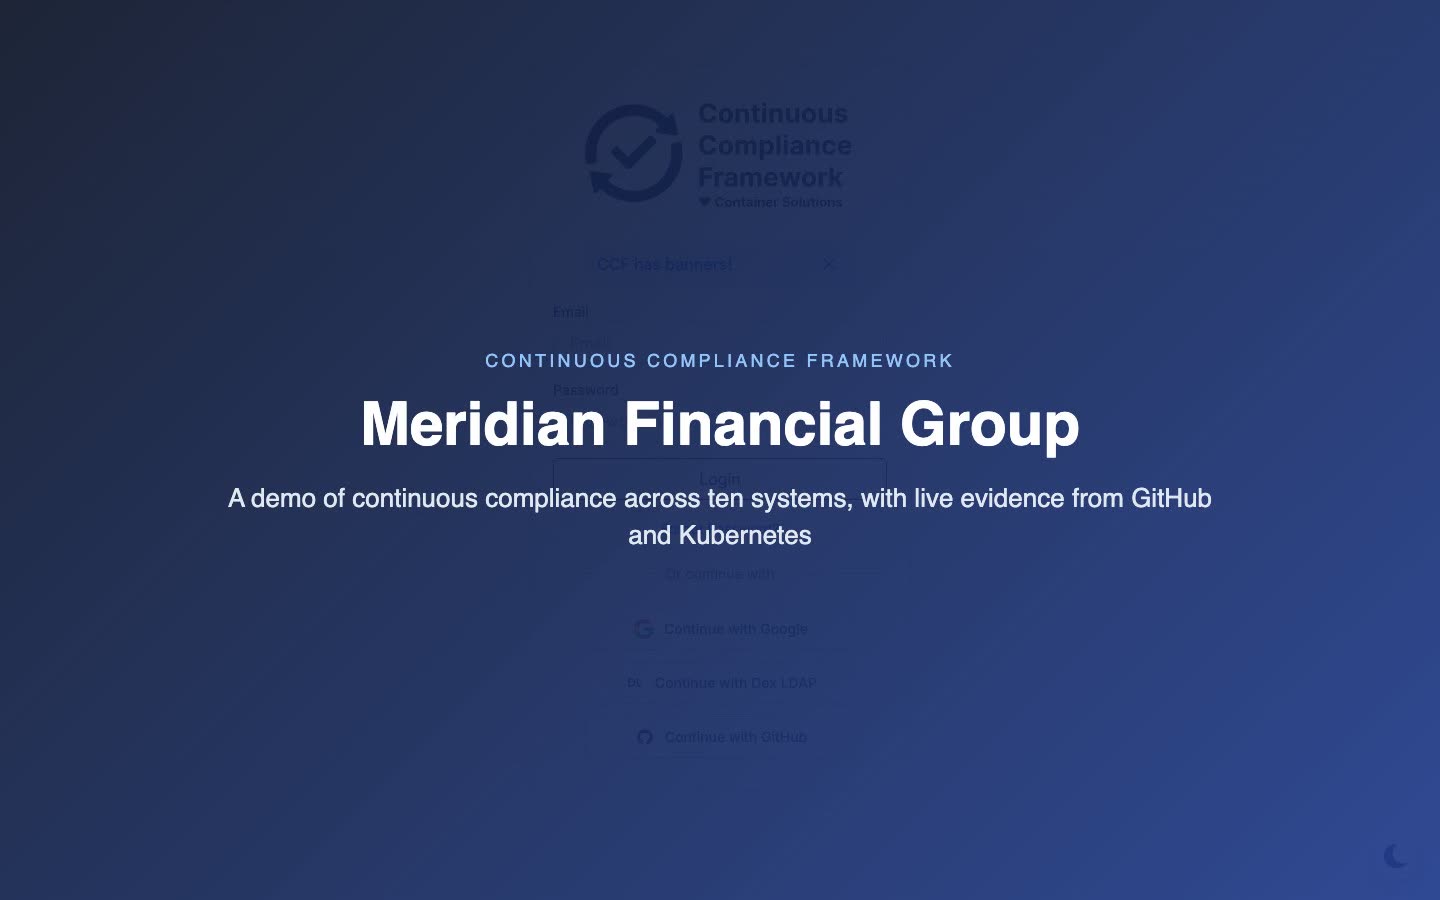 Continuous
Compliance
Framework
Container Solutions
CCF has banners!
Email
Email
CONTINUOUS COMPLIANCE FRAMEWORK
Password
Meridian Financial Group
Login
A demo of continuous compliance across ten systems, with live evidence from GitHub
and Kubernetes
Or continue with
Continue with Google
DL Continue with Dex LDAP
Continue with GitHub